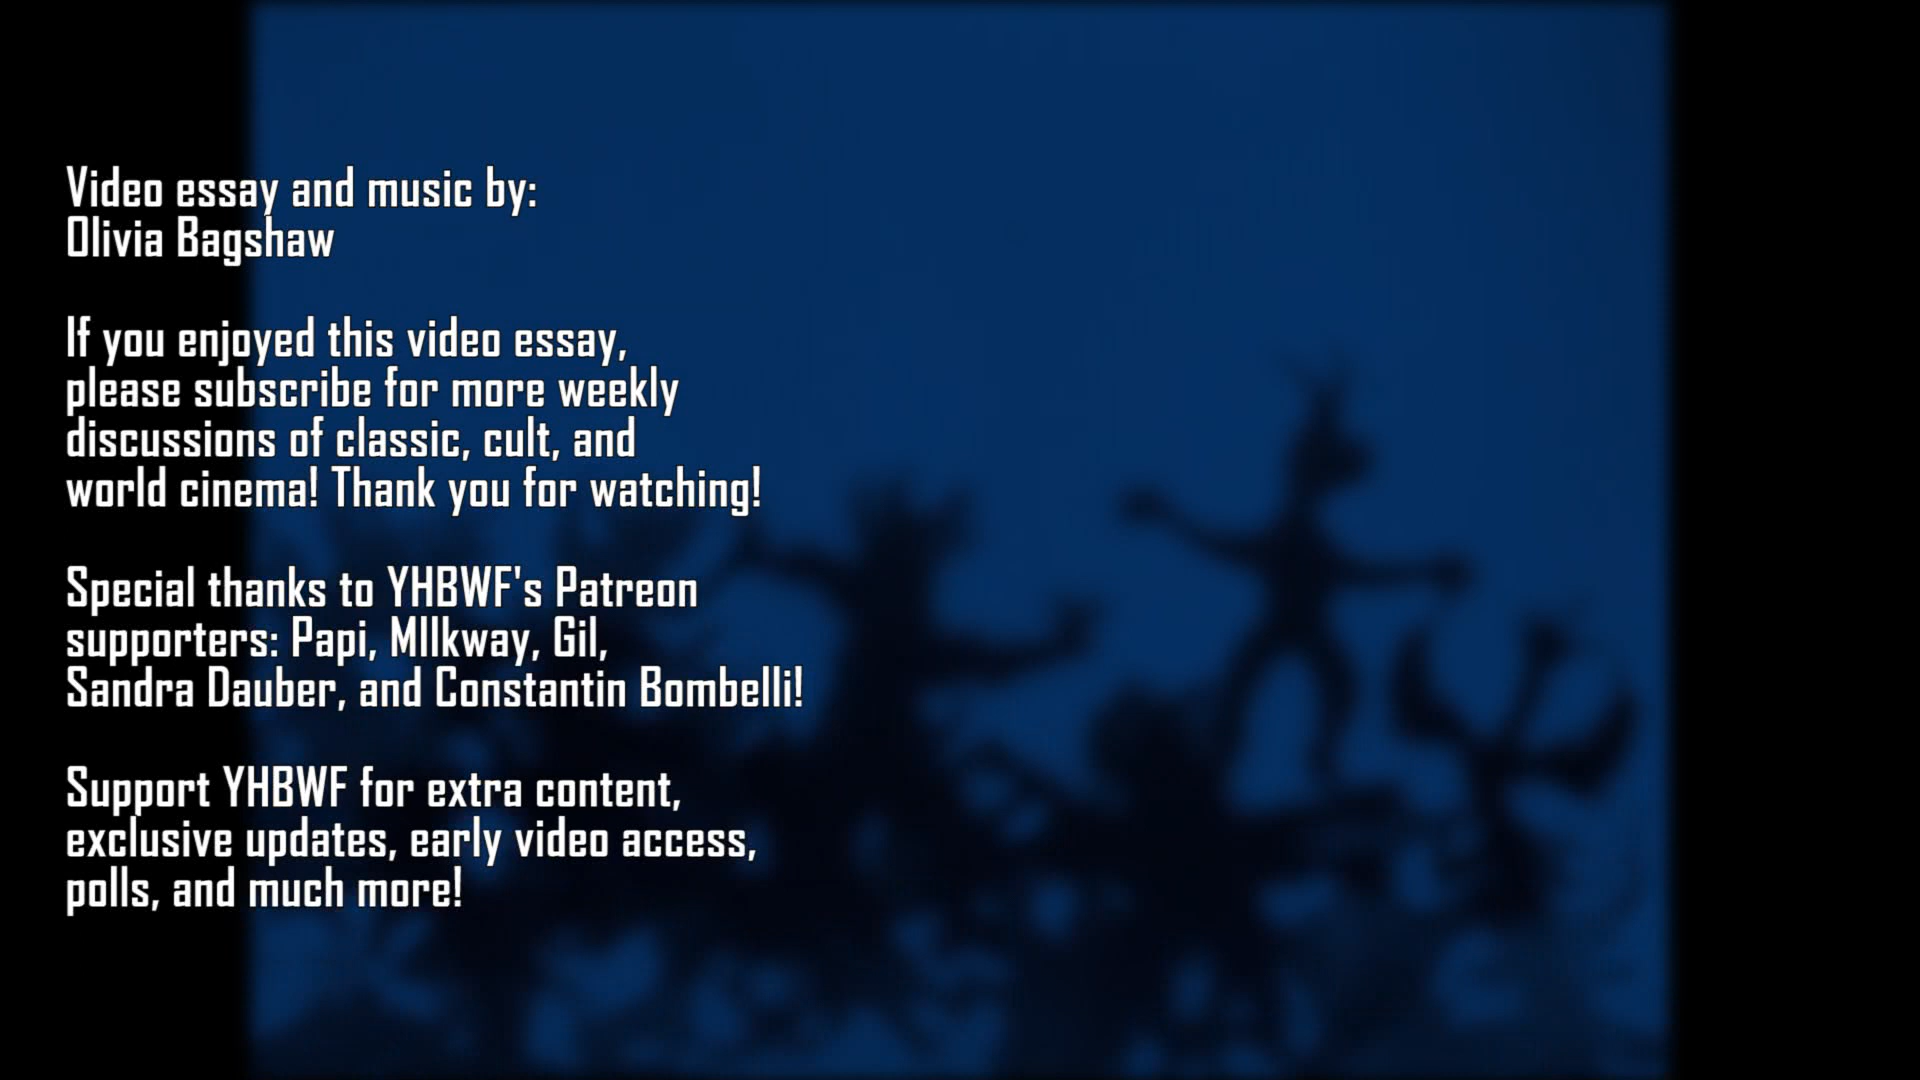 Video essay and music by:
Olivia Bagshaw
If you enjoyed this video essay,
please subscribe for more weekly
discussions of classic, cult, and
world cinema! Thank you for watching!
Special thanks to YHBWF's Patreon
supporters: Papi, MIlkway, Gil,
Sandra Dauber, and Constantin Bombelli!
Support YHBWF for extra content,
exclusive updates, early video access,
polls, and much more!